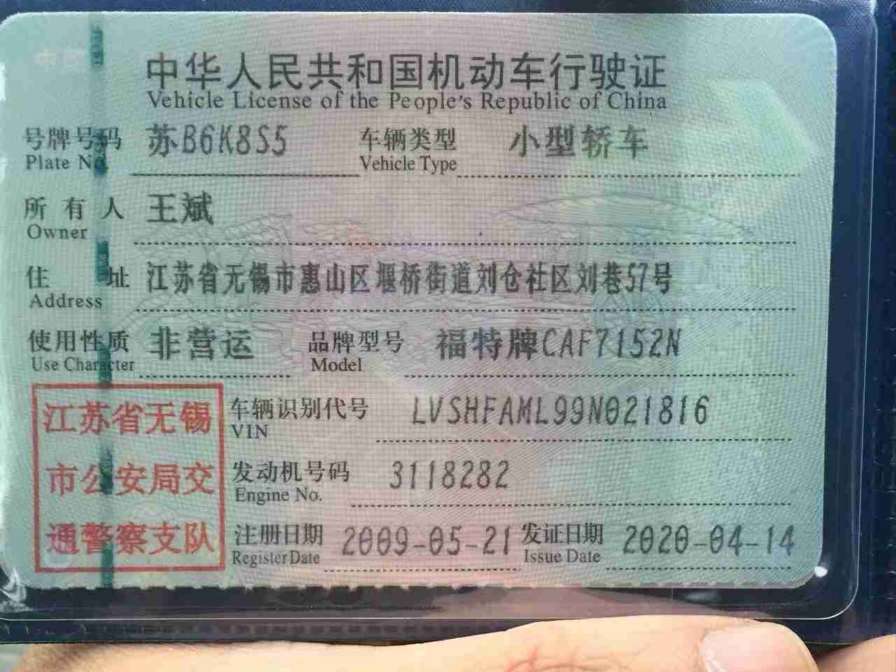 中华人民共和国机动车行驶证
Vehicle License of the People's Republic of China
号牌号码 苏B6K8S5 车辆类型 小型轿车
Plate No. Vehicle Type
所有人 王斌
Owner
住址 江苏省无锡市惠山区堰桥街道刘仓社区刘巷57号
Address
使用性质 非营运 品牌型号 福特牌CAF7152N
Use Character Model
江苏省无锡 车辆识别代号 LVSHFAML99N021816
VIN
市公安局交 发动机号码 3118282
Engine No.
通警察支队 注册日期 2009-05-21 发证日期 2020-04-14
Register Date Issue Date